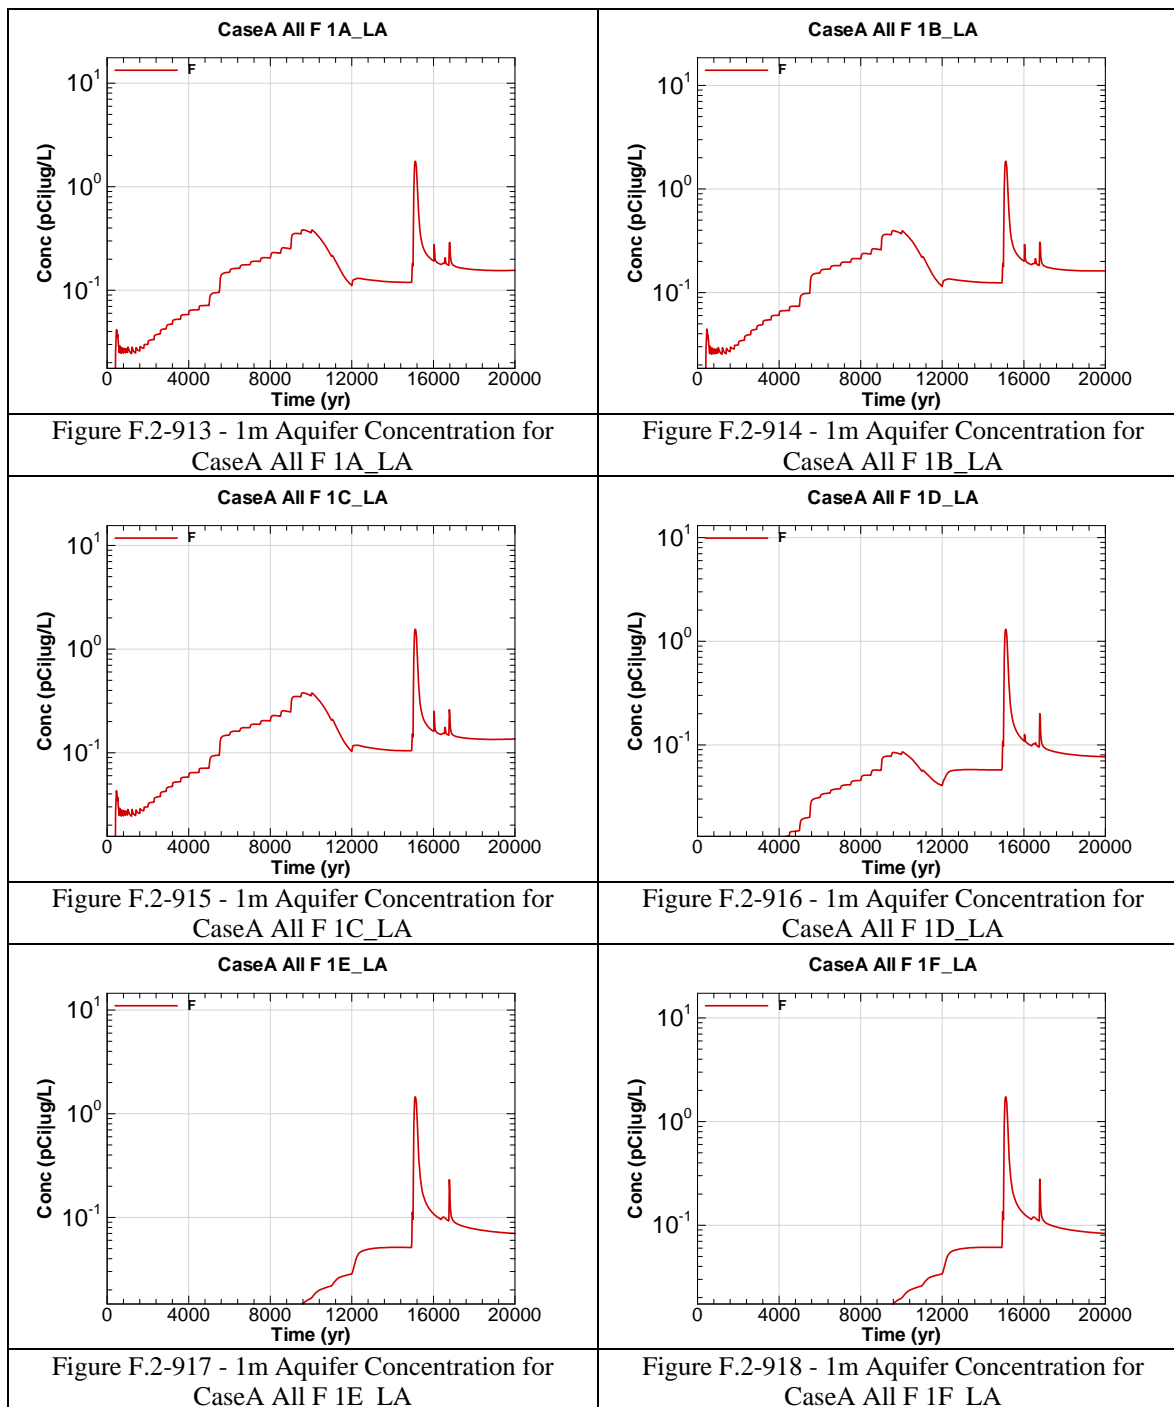 CaseA All F 1A_LA
F
10^1
10^0
10^-1
Conc (pCi|ug/L)
0 4000 8000 12000 16000 20000
Time (yr)
Figure F.2-913 - 1m Aquifer Concentration for
CaseA All F 1A_LA
CaseA All F 1B_LA
F
10^1
10^0
10^-1
Conc (pCi|ug/L)
0 4000 8000 12000 16000 20000
Time (yr)
Figure F.2-914 - 1m Aquifer Concentration for
CaseA All F 1B_LA
CaseA All F 1C_LA
F
10^1
10^0
10^-1
Conc (pCi|ug/L)
0 4000 8000 12000 16000 20000
Time (yr)
Figure F.2-915 - 1m Aquifer Concentration for
CaseA All F 1C_LA
CaseA All F 1D_LA
F
10^1
10^0
10^-1
Conc (pCi|ug/L)
0 4000 8000 12000 16000 20000
Time (yr)
Figure F.2-916 - 1m Aquifer Concentration for
CaseA All F 1D_LA
CaseA All F 1E_LA
F
10^1
10^0
10^-1
Conc (pCi|ug/L)
0 4000 8000 12000 16000 20000
Time (yr)
Figure F.2-917 - 1m Aquifer Concentration for
CaseA All F 1E_LA
CaseA All F 1F_LA
F
10^1
10^0
10^-1
Conc (pCi|ug/L)
0 4000 8000 12000 16000 20000
Time (yr)
Figure F.2-918 - 1m Aquifer Concentration for
CaseA All F 1F_LA